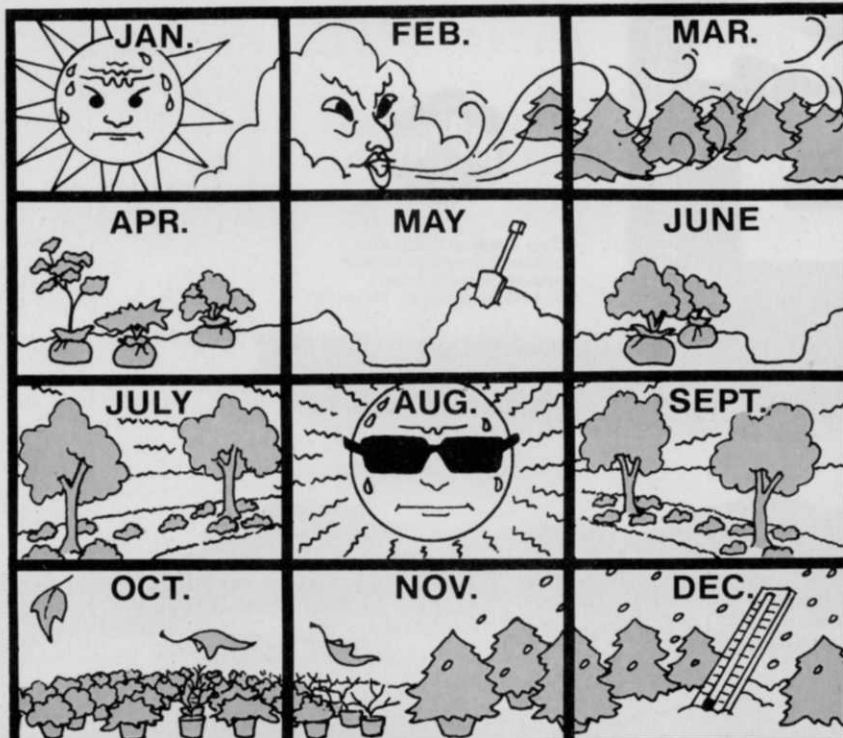 JAN. FEB. MAR.
APR. MAY JUNE
JULY AUG. SEPT.
OCT. NOV. DEC.